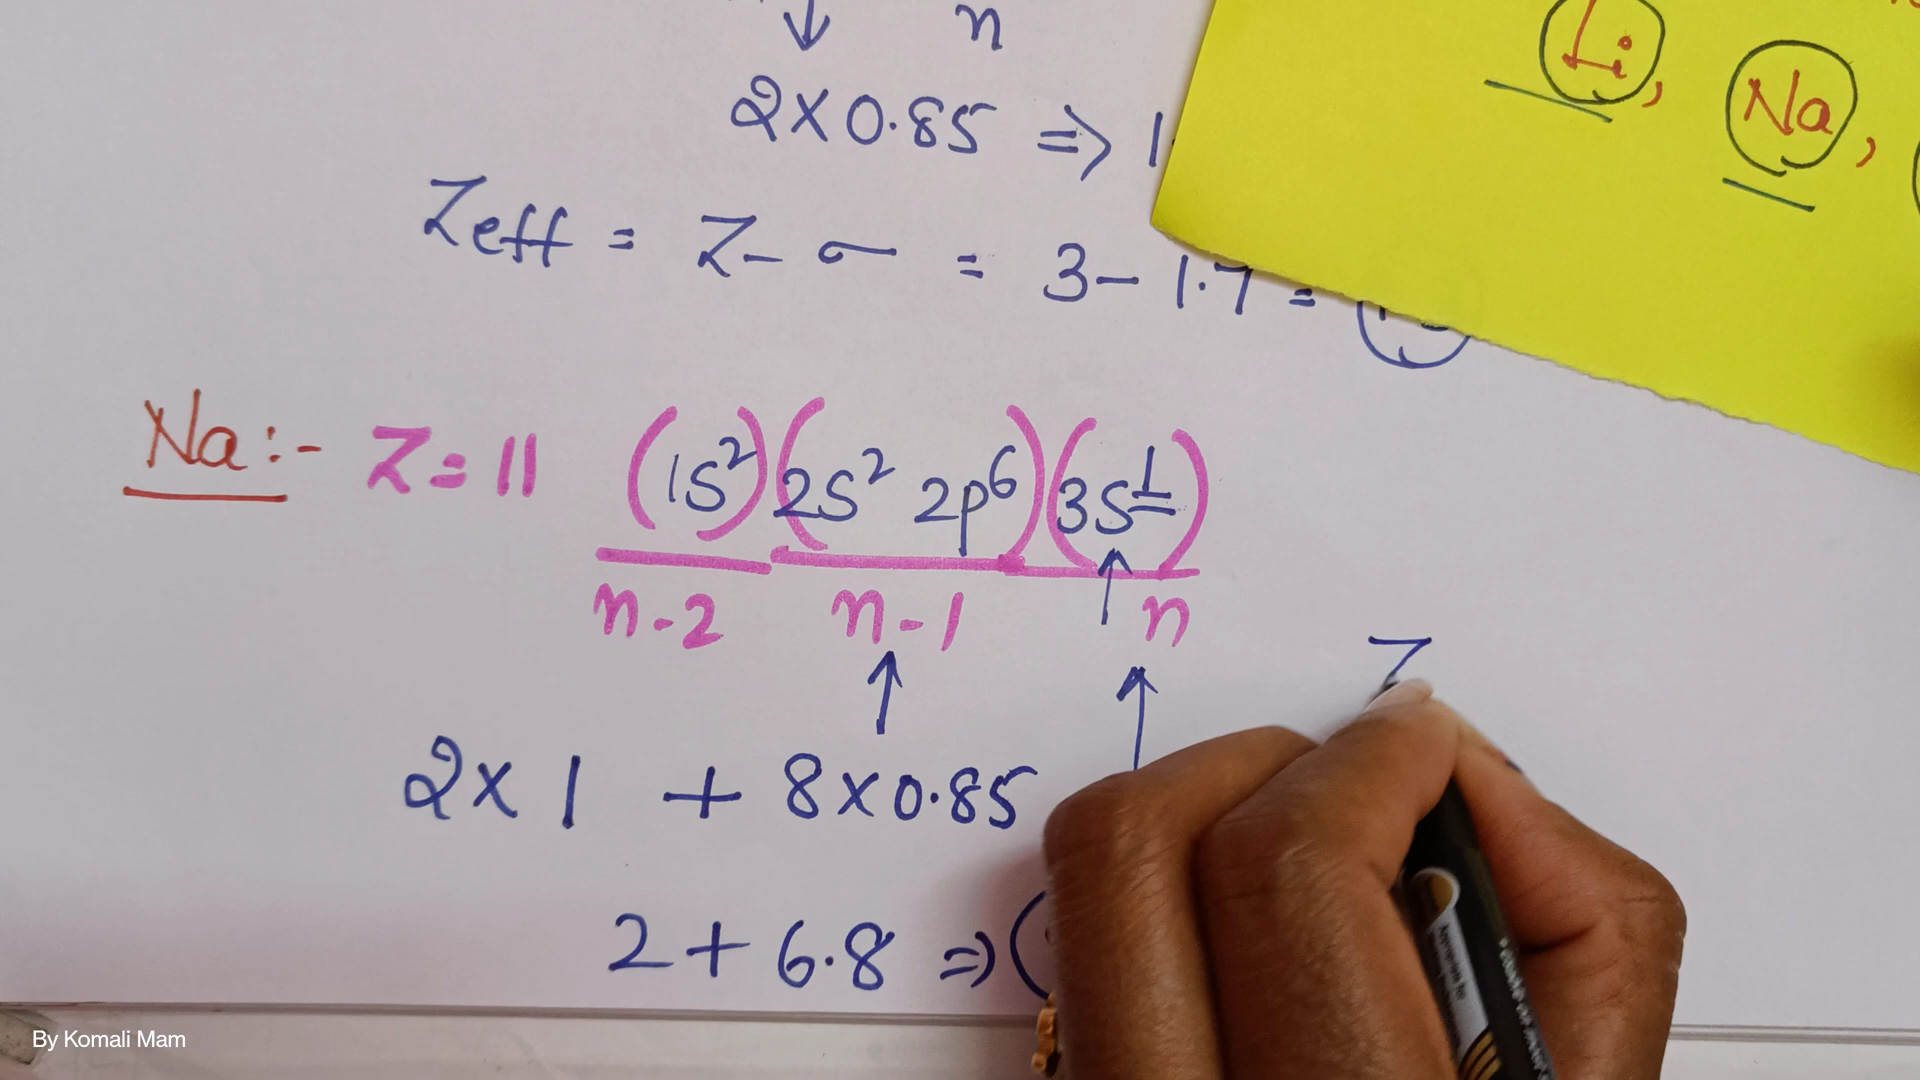 n
2 × 0.85 ⇒ 1.
Li, Na,
Zeff = Z - σ = 3 - 1.7 =
Na :- Z = 11 (1s²)(2s² 2p⁶)(3s¹)
n-2 n-1 n
Z
2 × 1 + 8 × 0.85
2 + 6.8 ⇒
By Komali Mam